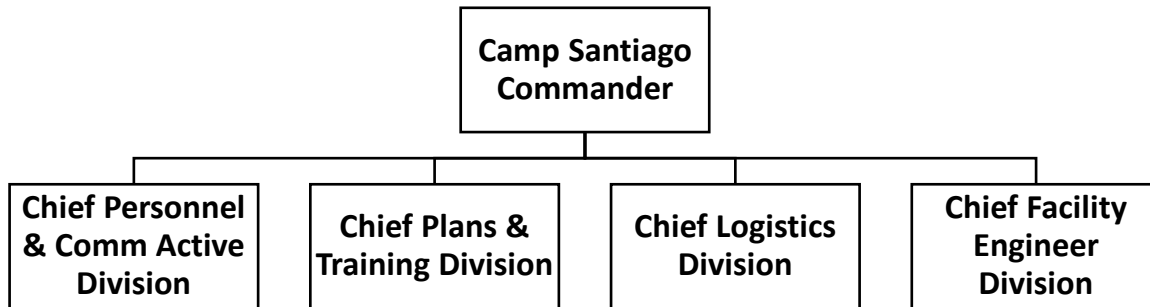 Camp Santiago
Commander
Chief Personnel
& Comm Active
Division
Chief Plans &
Training Division
Chief Logistics
Division
Chief Facility
Engineer
Division